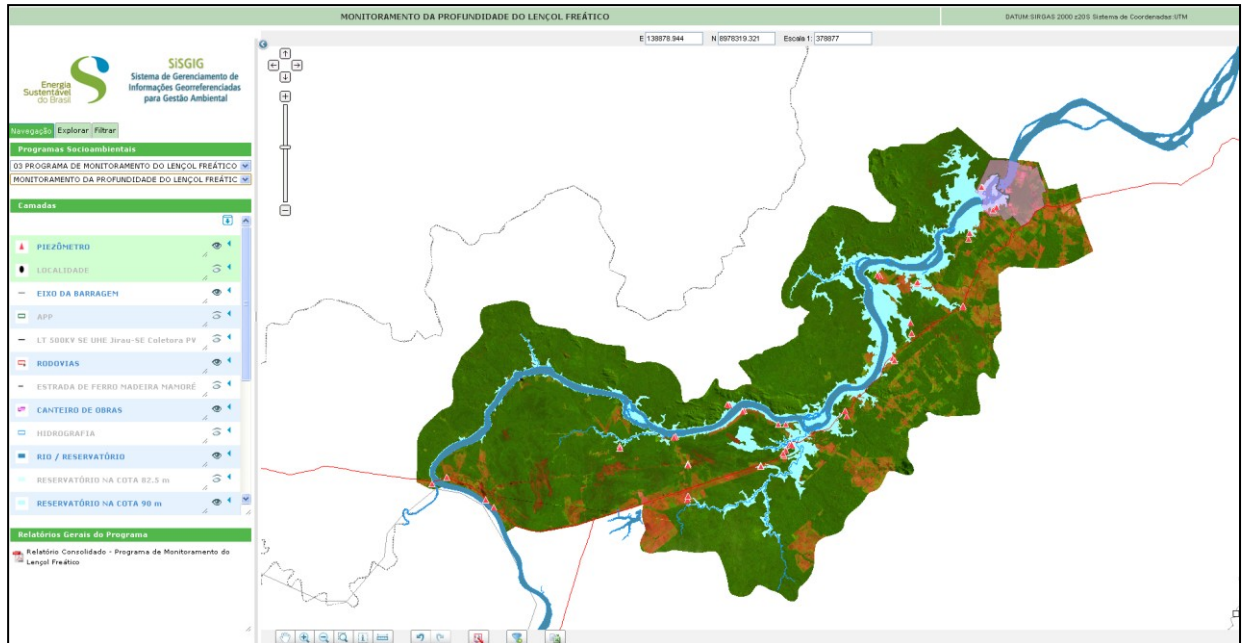 MONITORAMENTO DA PROFUNDIDADE DO LENÇOL FREÁTICO
DATUM:SIRGAS 2000 z20S Sistema de Coordenadas:UTM
E 138878.944 N 8978319.321 Escala 1: 378877
Energia
Sustentável
do Brasil
SiSGIG
Sistema de Gerenciamento de
Informações Georreferenciadas
para Gestão Ambiental
Navegação Explorar Filtrar
Programas Socioambientais
03 PROGRAMA DE MONITORAMENTO DO LENÇOL FREÁTICO
MONITORAMENTO DA PROFUNDIDADE DO LENÇOL FREÁTIC
Camadas
PIEZÔMETRO
LOCALIDADE
EIXO DA BARRAGEM
APP
LT 500KV SE UHE Jirau-SE Coletora PV
RODOVIAS
ESTRADA DE FERRO MADEIRA MAMORÉ
CANTEIRO DE OBRAS
HIDROGRAFIA
RIO / RESERVATÓRIO
RESERVATÓRIO NA COTA 82.5 m
RESERVATÓRIO NA COTA 90 m
Relatórios Gerais do Programa
Relatório Consolidado - Programa de Monitoramento do
Lençol Freático